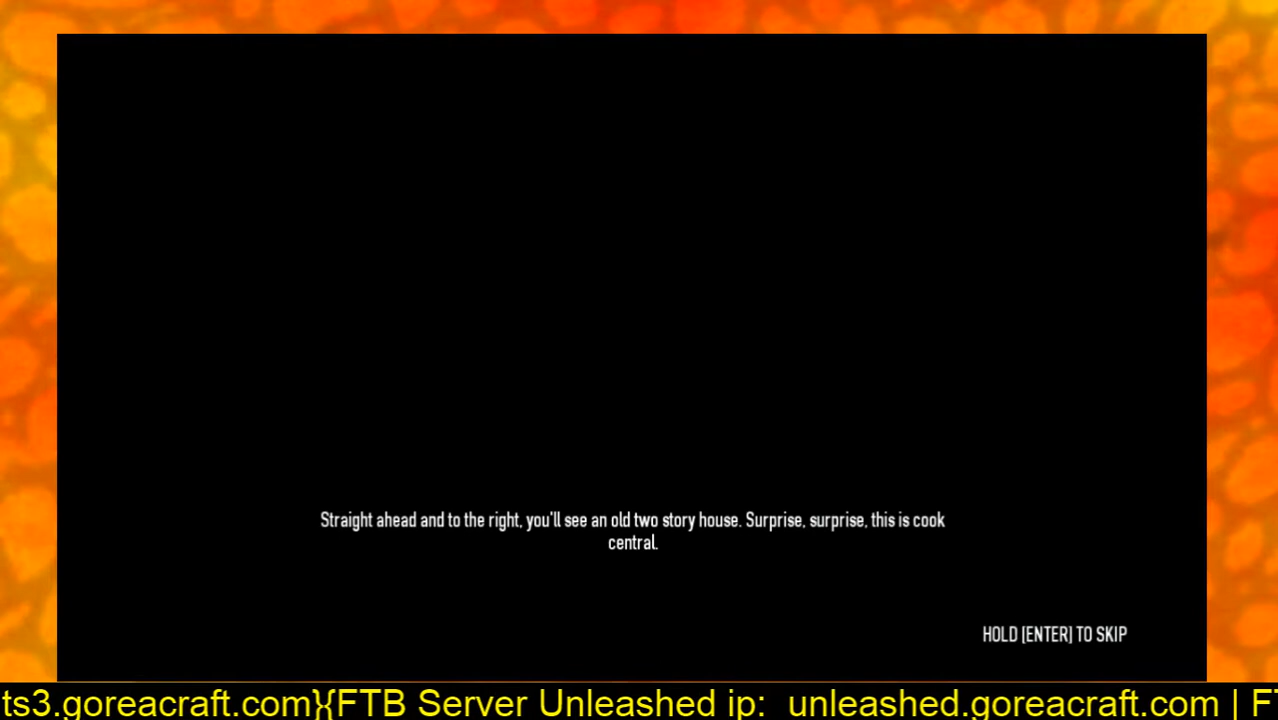 Straight ahead and to the right, you'll see an old two story house. Surprise, surprise, this is cook
central.
HOLD [ENTER] TO SKIP
ts3.goreacraft.com}{FTB Server Unleashed ip: unleashed.goreacraft.com | F